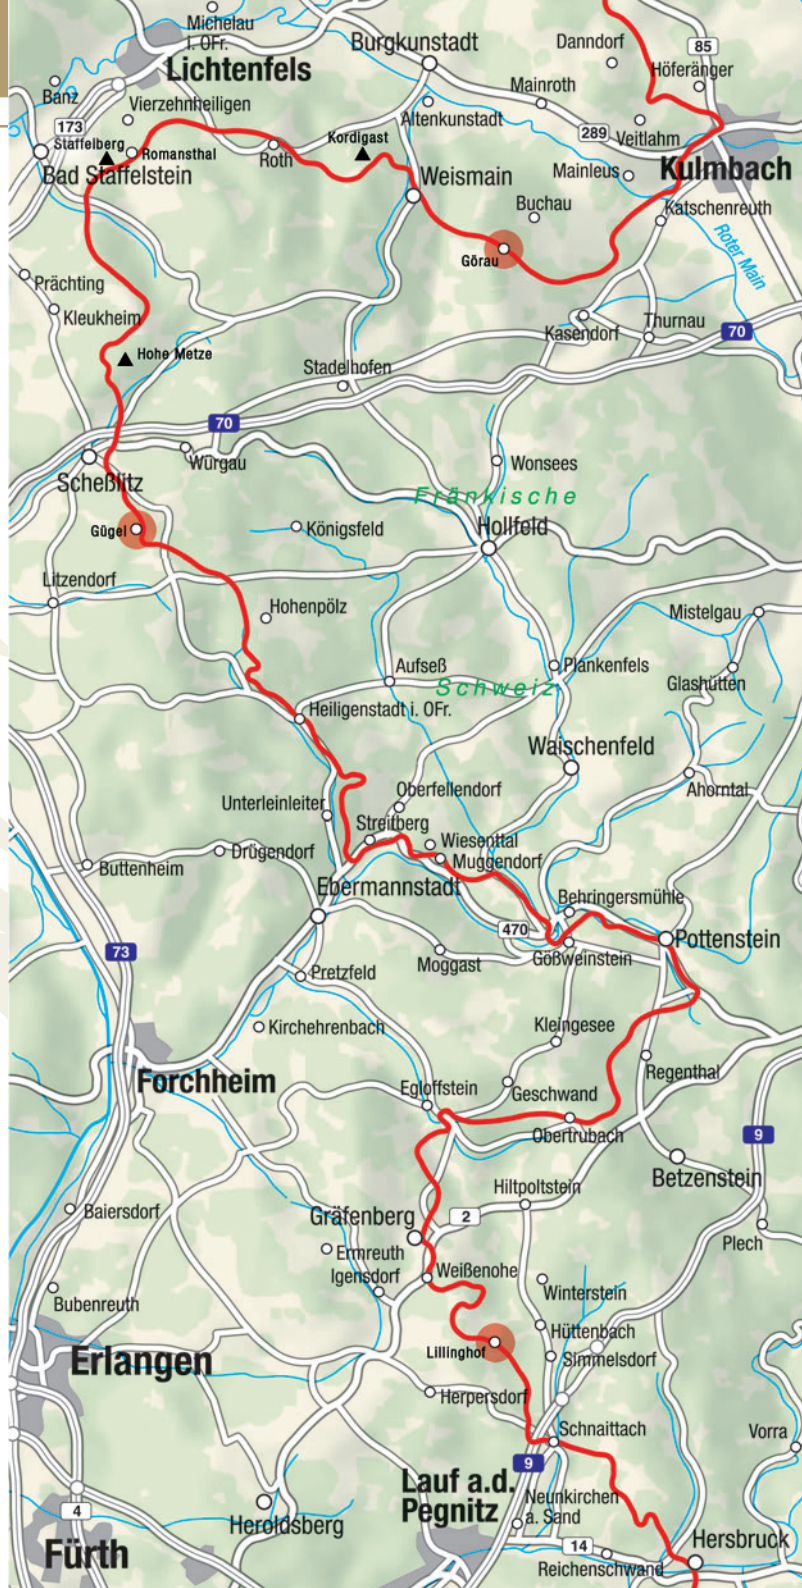 Michelau
i. OFr.
Lichtenfels
Burgkunstadt
Danndorf
85
Höferänger
Banz
Vierzehnheiligen
Mainroth
Altenkunstadt
173
Staffelberg
Romansthal
Kordigast
Roth
289
Veitlahm
Bad Staffelstein
Weismain
Mainleus
Kulmbach
Buchau
Katschenreuth
Roter Main
Görau
Prächting
Kleukheim
Kasendorf
Thurnau
70
Hohe Metze
Stadelhofen
70
Würgau
Wonsees
Scheßlitz
Fränkische
Gügel
Königsfeld
Hollfeld
Litzendorf
Hohenpölz
Mistelgau
Aufseß
Plankenfels
Schweiz
Glashütten
Heiligenstadt i. OFr.
Waischenfeld
Oberfellendorf
Ahorntal
Unterleinleiter
Streitberg
Wiesenttal
Drügendorf
Muggendorf
Buttenheim
Ebermannstadt
Behringersmühle
470
Pottenstein
73
Moggast
Gößweinstein
Pretzfeld
Kirchehrenbach
Kleingesee
Forchheim
Regenthal
Egloffstein
Geschwand
Obertrubach
9
Betzenstein
Hiltpoltstein
Baiersdorf
Gräfenberg
2
Plech
Ermreuth
Igensdorf
Weißenohe
Winterstein
Bubenreuth
Hüttenbach
Lillinghof
Simmelsdorf
Erlangen
Herpersdorf
Schnaittach
Vorra
9
Lauf a.d.
Pegnitz
Neunkirchen
a. Sand
4
Heroldsberg
Hersbruck
14
Fürth
Reichenschwand